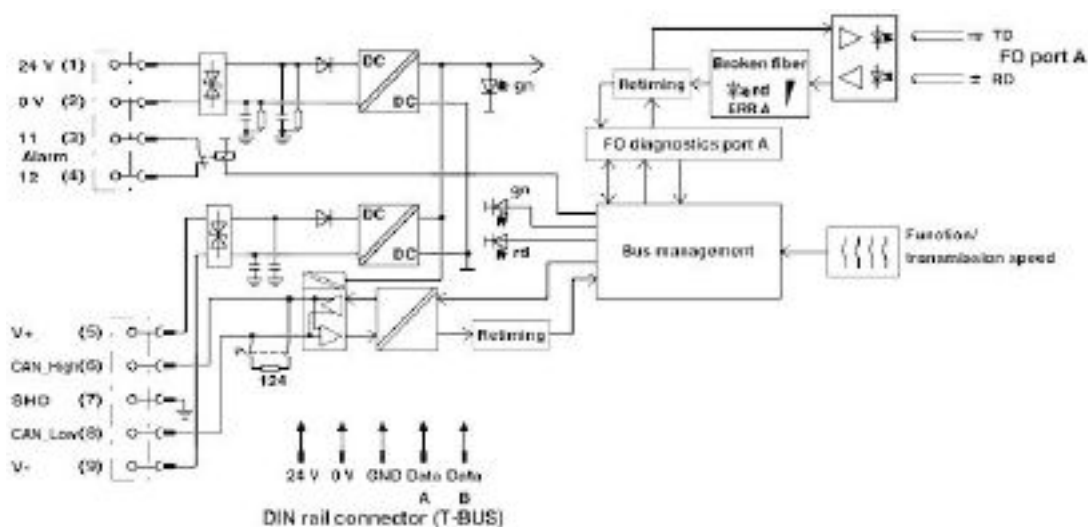 24 V (1)
0 V (2)
11 (3)
Alarm
12 (4)
DC
DC
gn
Retiming
Broken fiber
and
ERR A
TD
FO port A
RD
FO diagnostics port A
DC
DC
gn
rd
Bus management
Function/
transmission speed
Retiming
V+ (5)
CAN_High (6)
SHD (7)
CAN_Low (8)
V- (9)
124
24 V 0 V GND Data Data
A B
DIN rail connector (T-BUS)